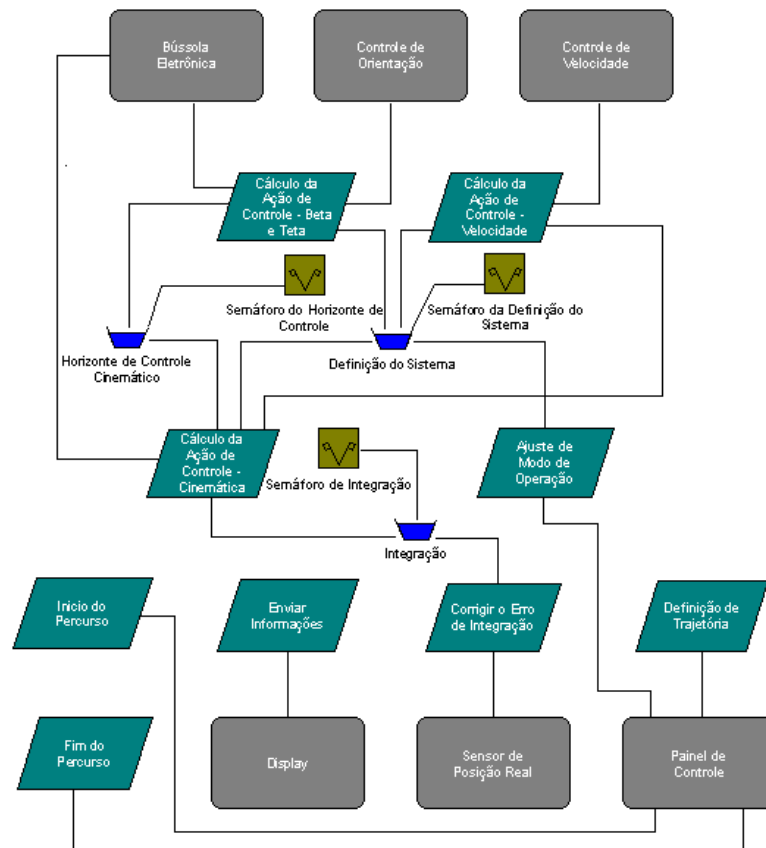 Bússola
Eletrônica
Controle de
Orientação
Controle de
Velocidade
Cálculo da
Ação de
Controle - Beta
e Teta
Cálculo da
Ação de
Controle -
Velocidade
Semáforo do Horizonte de
Controle
Semáforo da Definição do
Sistema
Horizonte de Controle
Cinemático
Definição do Sistema
Cálculo da
Ação de
Controle -
Cinemática
Semáforo de Integração
Ajuste de
Modo de
Operação
Integração
Inicio do
Percurso
Enviar
Informações
Corrigir o Erro
de Integração
Definição de
Trajetória
Fim do
Percurso
Display
Sensor de
Posição Real
Painel de
Controle